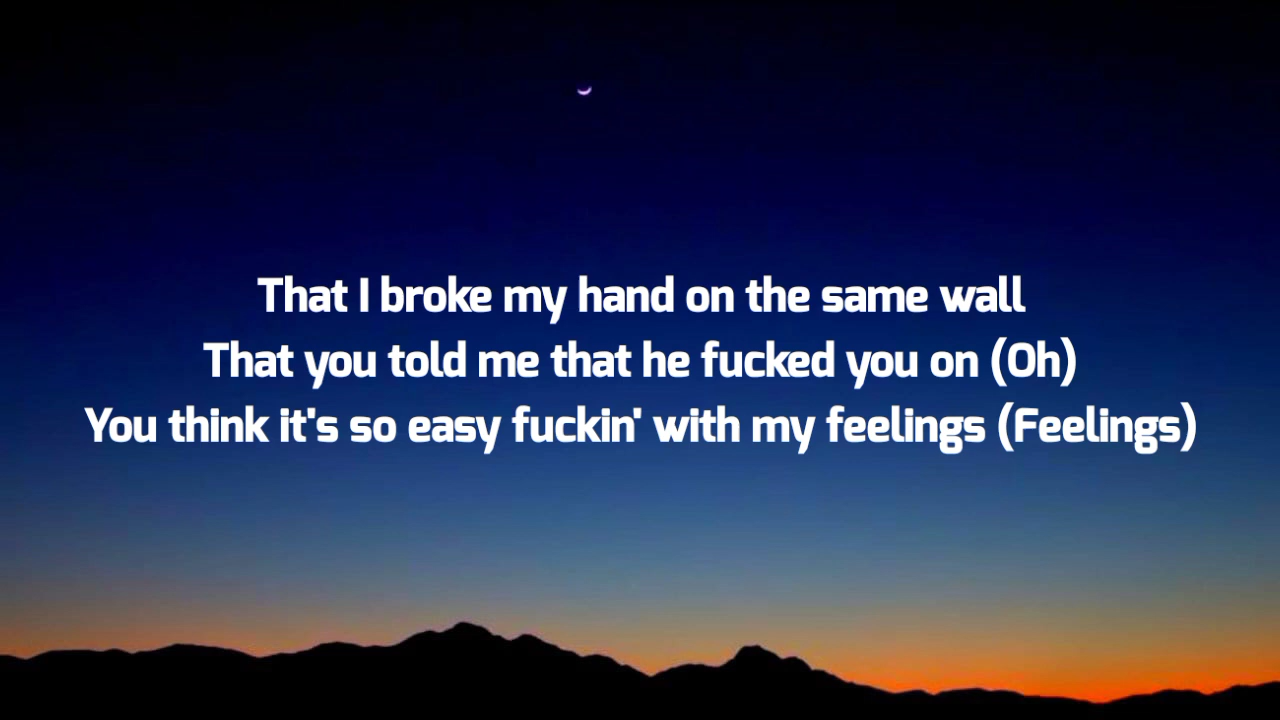 That I broke my hand on the same wall
That you told me that he fucked you on (Oh)
You think it's so easy fuckin' with my feelings (Feelings)